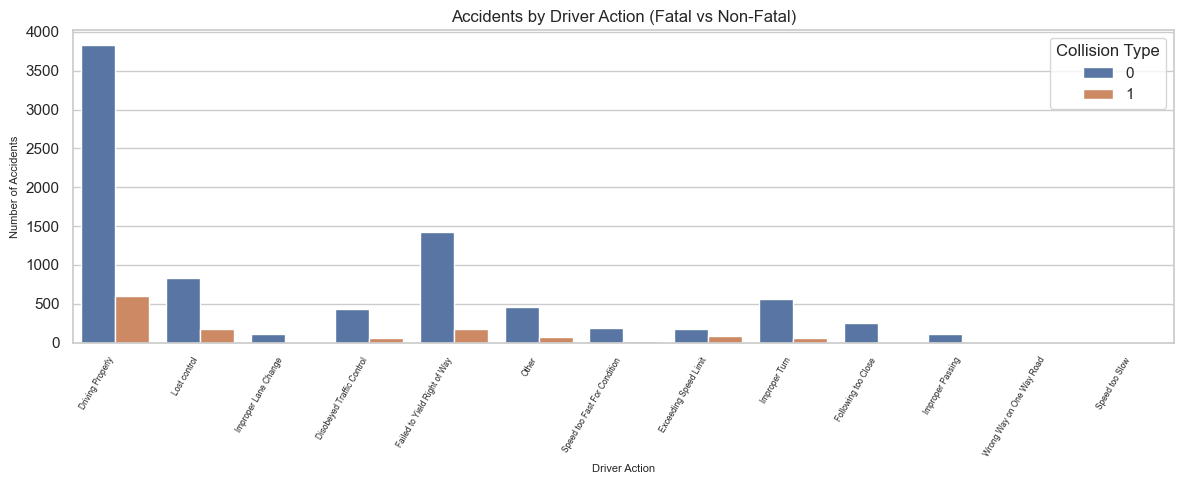 Accidents by Driver Action (Fatal vs Non-Fatal)
Number of Accidents
4000
3500
3000
2500
2000
1500
1000
500
0
Collision Type
0
1
Driving Properly
Lost control
Improper Lane Change
Disobeyed Traffic Control
Failed to Yield Right of Way
Other
Speed too Fast For Condition
Exceeding Speed Limit
Improper Turn
Following too Close
Improper Passing
Wrong Way on One Way Road
Speed too Slow
Driver Action